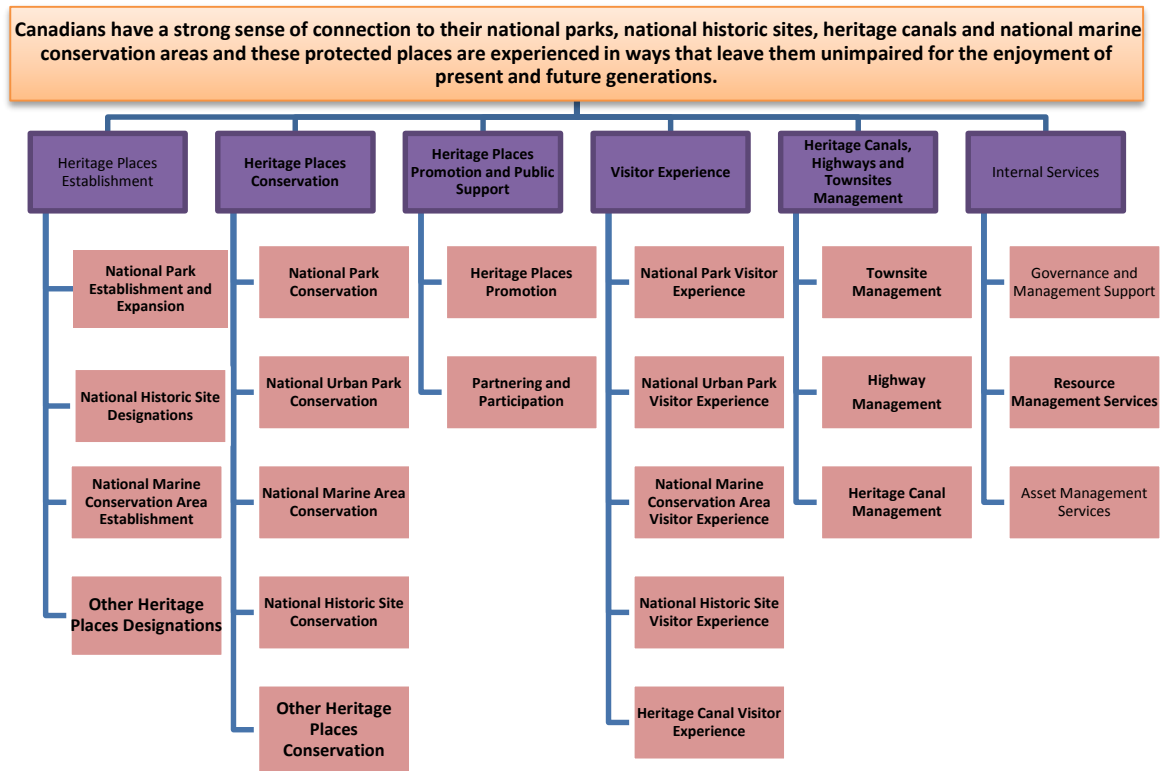 Canadians have a strong sense of connection to their national parks, national historic sites, heritage canals and national marine
conservation areas and these protected places are experienced in ways that leave them unimpaired for the enjoyment of
present and future generations.
Heritage Places
Establishment
Heritage Places
Conservation
Heritage Places
Promotion and Public
Support
Visitor Experience
Heritage Canals,
Highways and
Townsites
Management
Internal Services
National Park
Establishment and
Expansion
National Historic Site
Designations
National Marine
Conservation Area
Establishment
Other Heritage
Places Designations
National Park
Conservation
National Urban Park
Conservation
National Marine Area
Conservation
National Historic Site
Conservation
Other Heritage
Places
Conservation
Heritage Places
Promotion
Partnering and
Participation
National Park Visitor
Experience
National Urban Park
Visitor Experience
National Marine
Conservation Area
Visitor Experience
National Historic Site
Visitor Experience
Heritage Canal Visitor
Experience
Townsite
Management
Highway
Management
Heritage Canal
Management
Governance and
Management Support
Resource
Management Services
Asset Management
Services